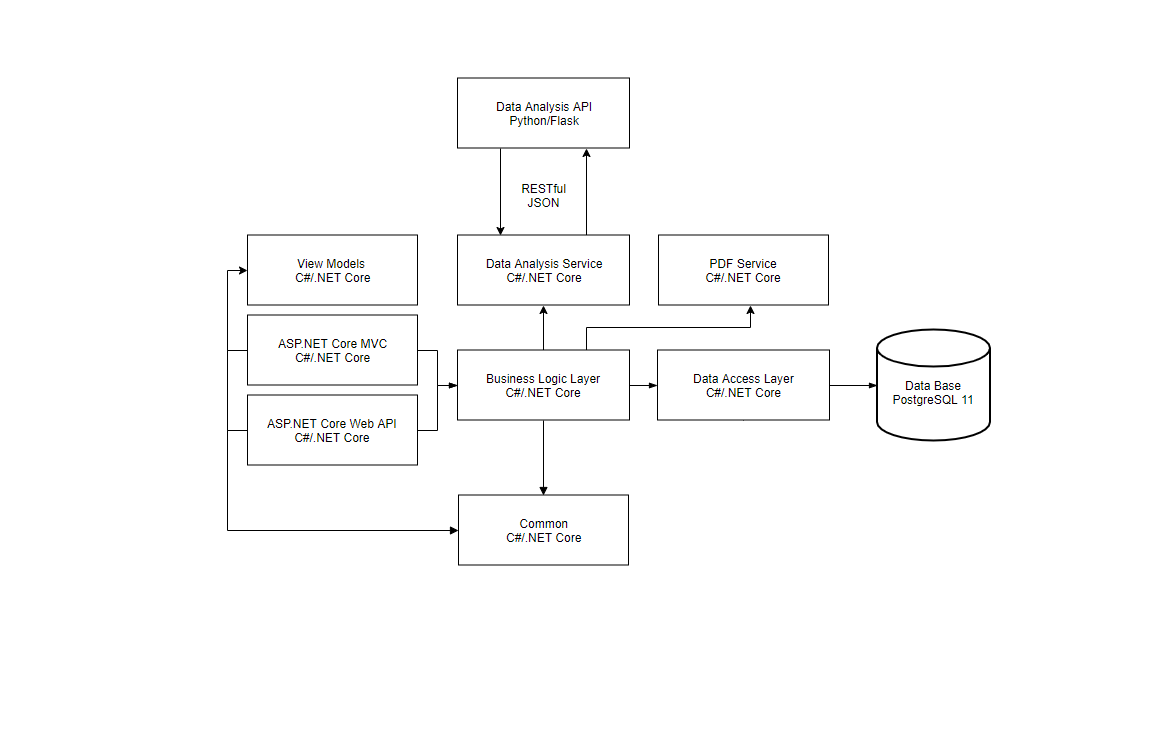 Data Analysis API
Python/Flask
RESTful
JSON
View Models
C#/.NET Core
Data Analysis Service
C#/.NET Core
PDF Service
C#/.NET Core
ASP.NET Core MVC
C#/.NET Core
ASP.NET Core Web API
C#/.NET Core
Business Logic Layer
C#/.NET Core
Data Access Layer
C#/.NET Core
Data Base
PostgreSQL 11
Common
C#/.NET Core